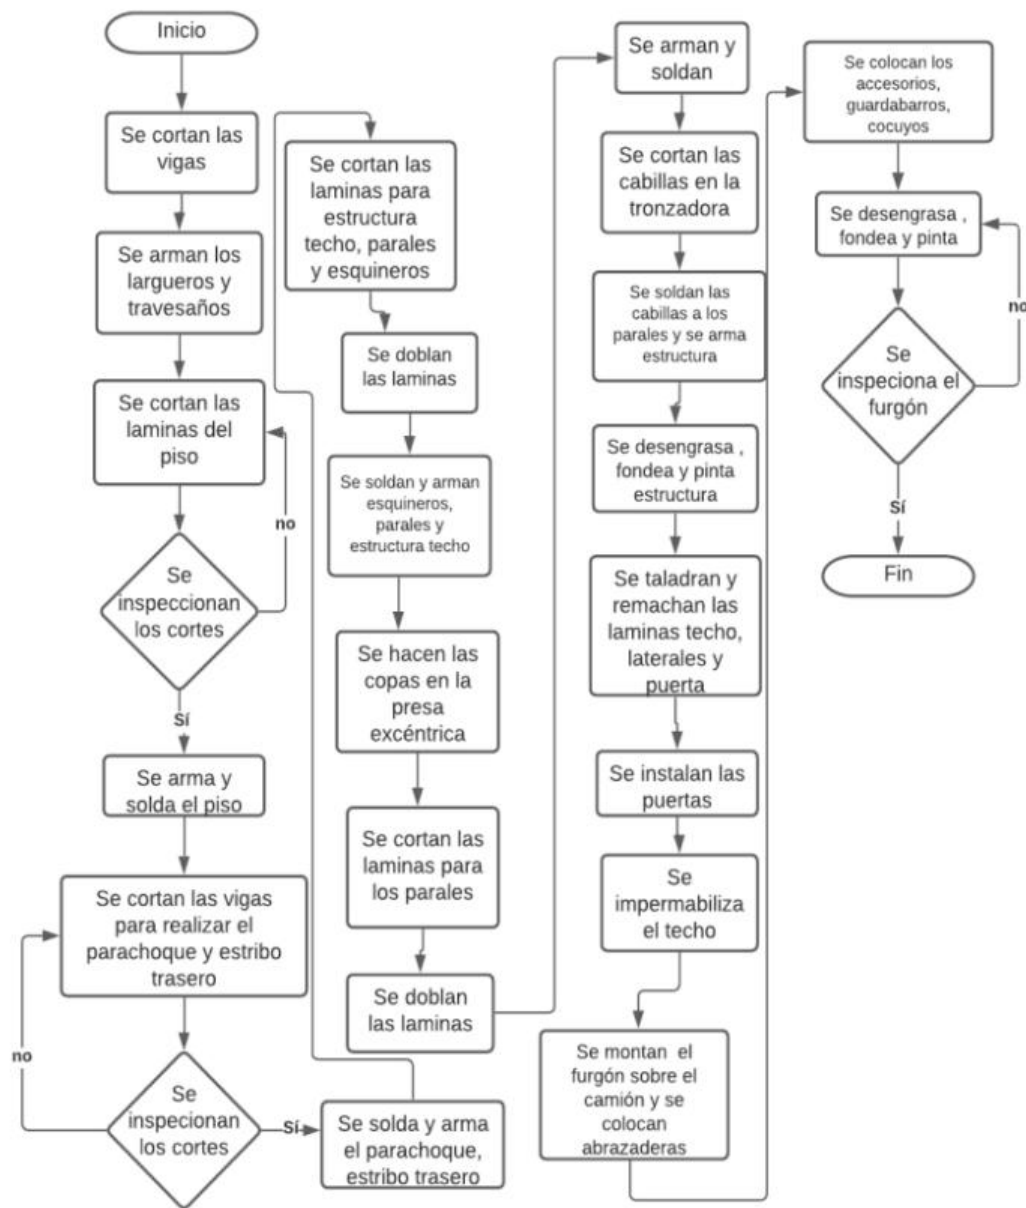 Inicio
Se cortan las
vigas
Se arman los
largueros y
travesaños
Se cortan las
laminas del
piso
no
Se
inspeccionan
los cortes
Sí
Se arma y
solda el piso
Se cortan las vigas
para realizar el
parachoque y estribo
trasero
no
Se
inspecionan
los cortes
Sí
Se solda y arma
el parachoque,
estribo trasero
Se cortan las
laminas para
estructura
techo, parales
y esquineros
Se doblan
las laminas
Se soldan y arman
esquineros,
parales y
estructura techo
Se hacen las
copas en la
presa
excéntrica
Se cortan las
laminas para
los parales
Se doblan
las laminas
Se arman y
soldan
Se cortan las
cabillas en la
tronzadora
Se soldan las
cabillas a los
parales y se arma
estructura
Se desengrasa ,
fondea y pinta
estructura
Se taladran y
remachan las
laminas techo,
laterales y
puerta
Se instalan las
puertas
Se
impermabiliza
el techo
Se montan el
furgón sobre el
camión y se
colocan
abrazaderas
Se colocan los
accesorios,
guardabarros,
cocuyos
Se desengrasa ,
fondea y pinta
no
Se
inspeciona el
furgón
Sí
Fin